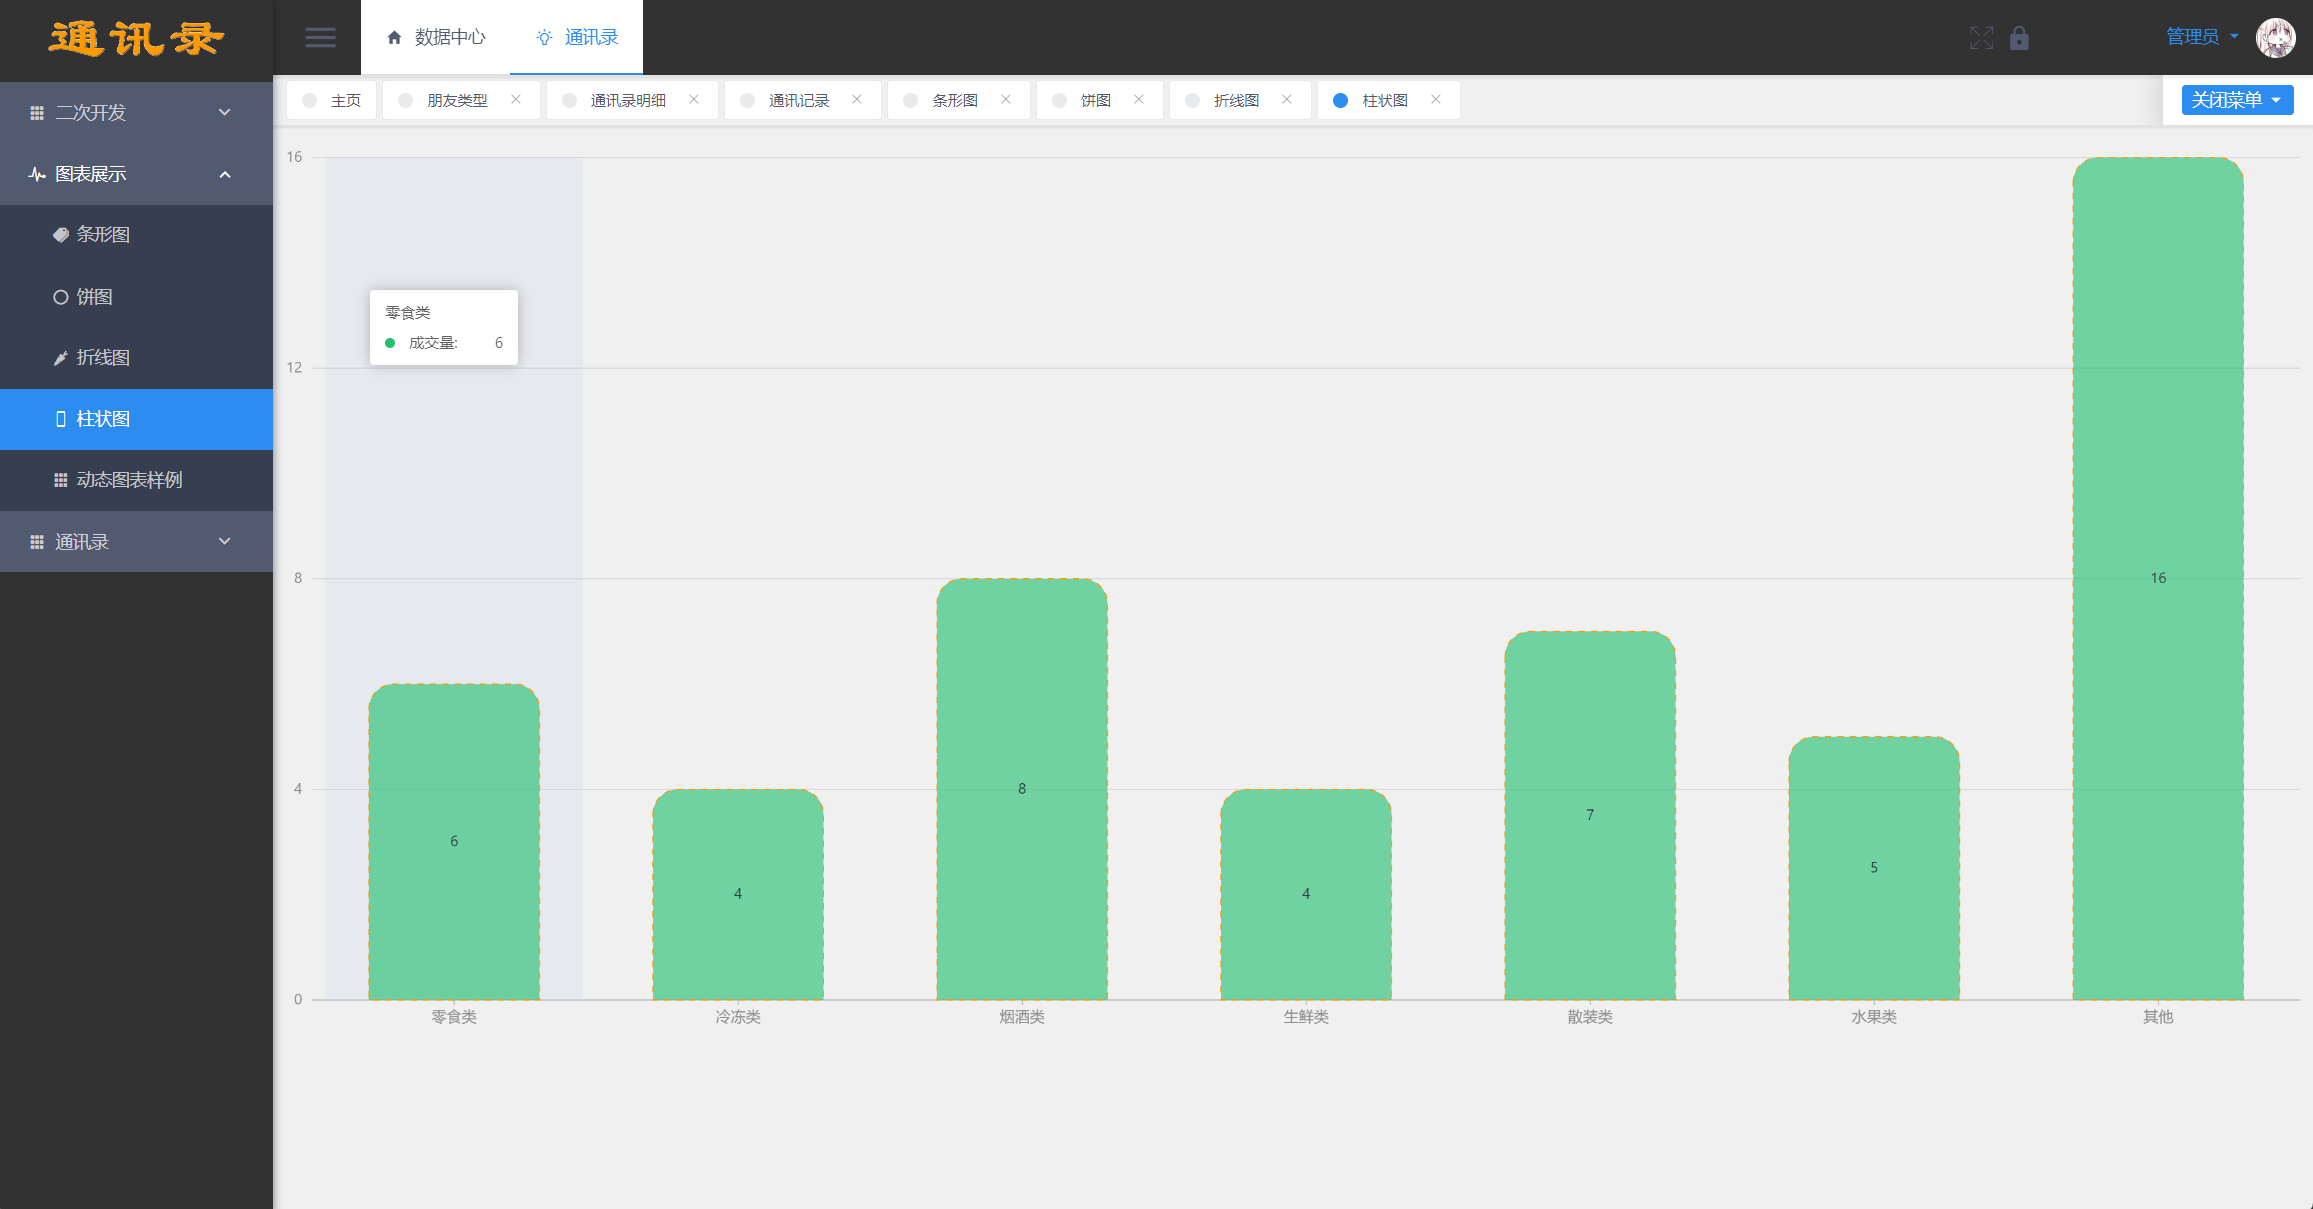 通讯录
数据中心
通讯录
管理员
主页
朋友类型
通讯录明细
通讯记录
条形图
饼图
折线图
柱状图
关闭菜单
二次开发
图表展示
条形图
饼图
折线图
柱状图
动态图表样例
通讯录
16
12
8
4
0
零食类
成交量: 6
6
4
8
4
7
5
16
零食类
冷冻类
烟酒类
生鲜类
散装类
水果类
其他